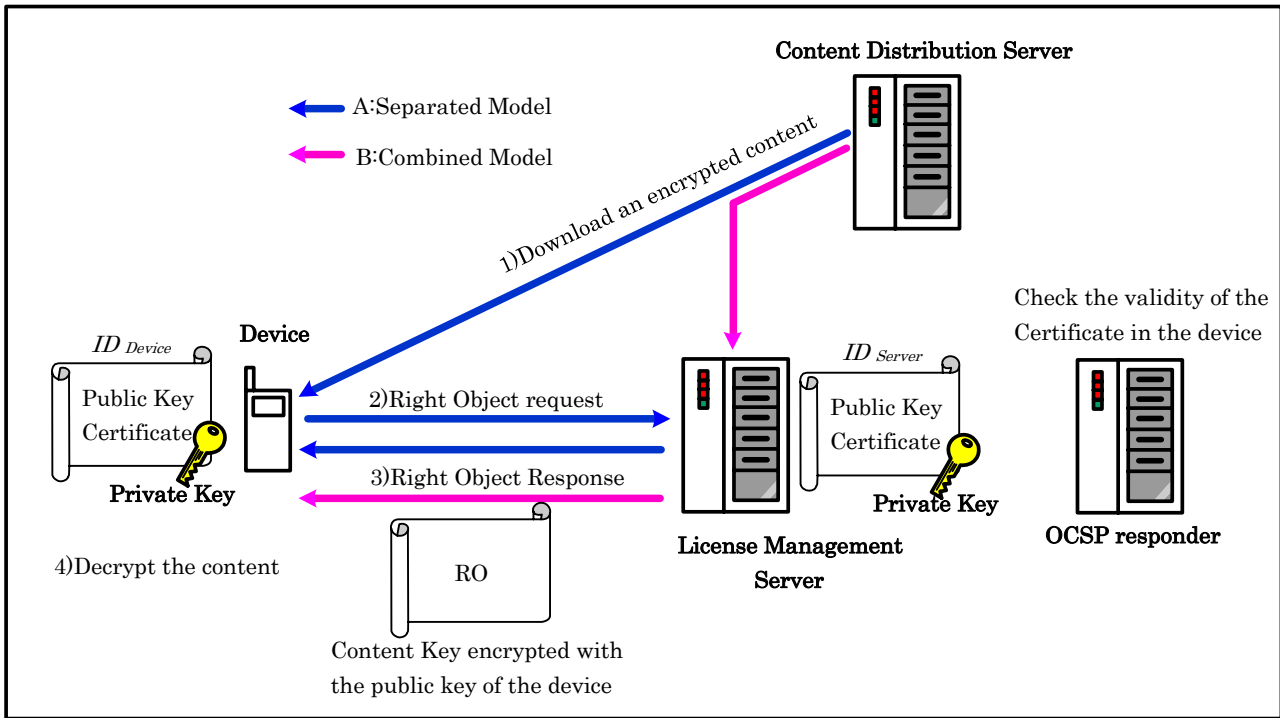 Content Distribution Server
A:Separated Model
B:Combined Model
1)Download an encrypted content
Check the validity of the
Certificate in the device
ID Device
Device
ID Server
Public Key
Certificate
2)Right Object request
Public Key
Certificate
3)Right Object Response
Private Key
Private Key
OCSP responder
License Management
Server
4)Decrypt the content
RO
Content Key encrypted with
the public key of the device